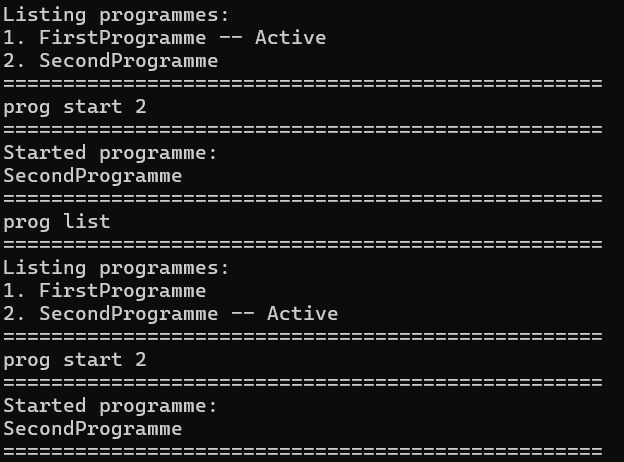 Listing programmes:
1. FirstProgramme -- Active
2. SecondProgramme
==================================================
prog start 2
==================================================
Started programme:
SecondProgramme
==================================================
prog list
==================================================
Listing programmes:
1. FirstProgramme
2. SecondProgramme -- Active
==================================================
prog start 2
==================================================
Started programme:
SecondProgramme
==================================================